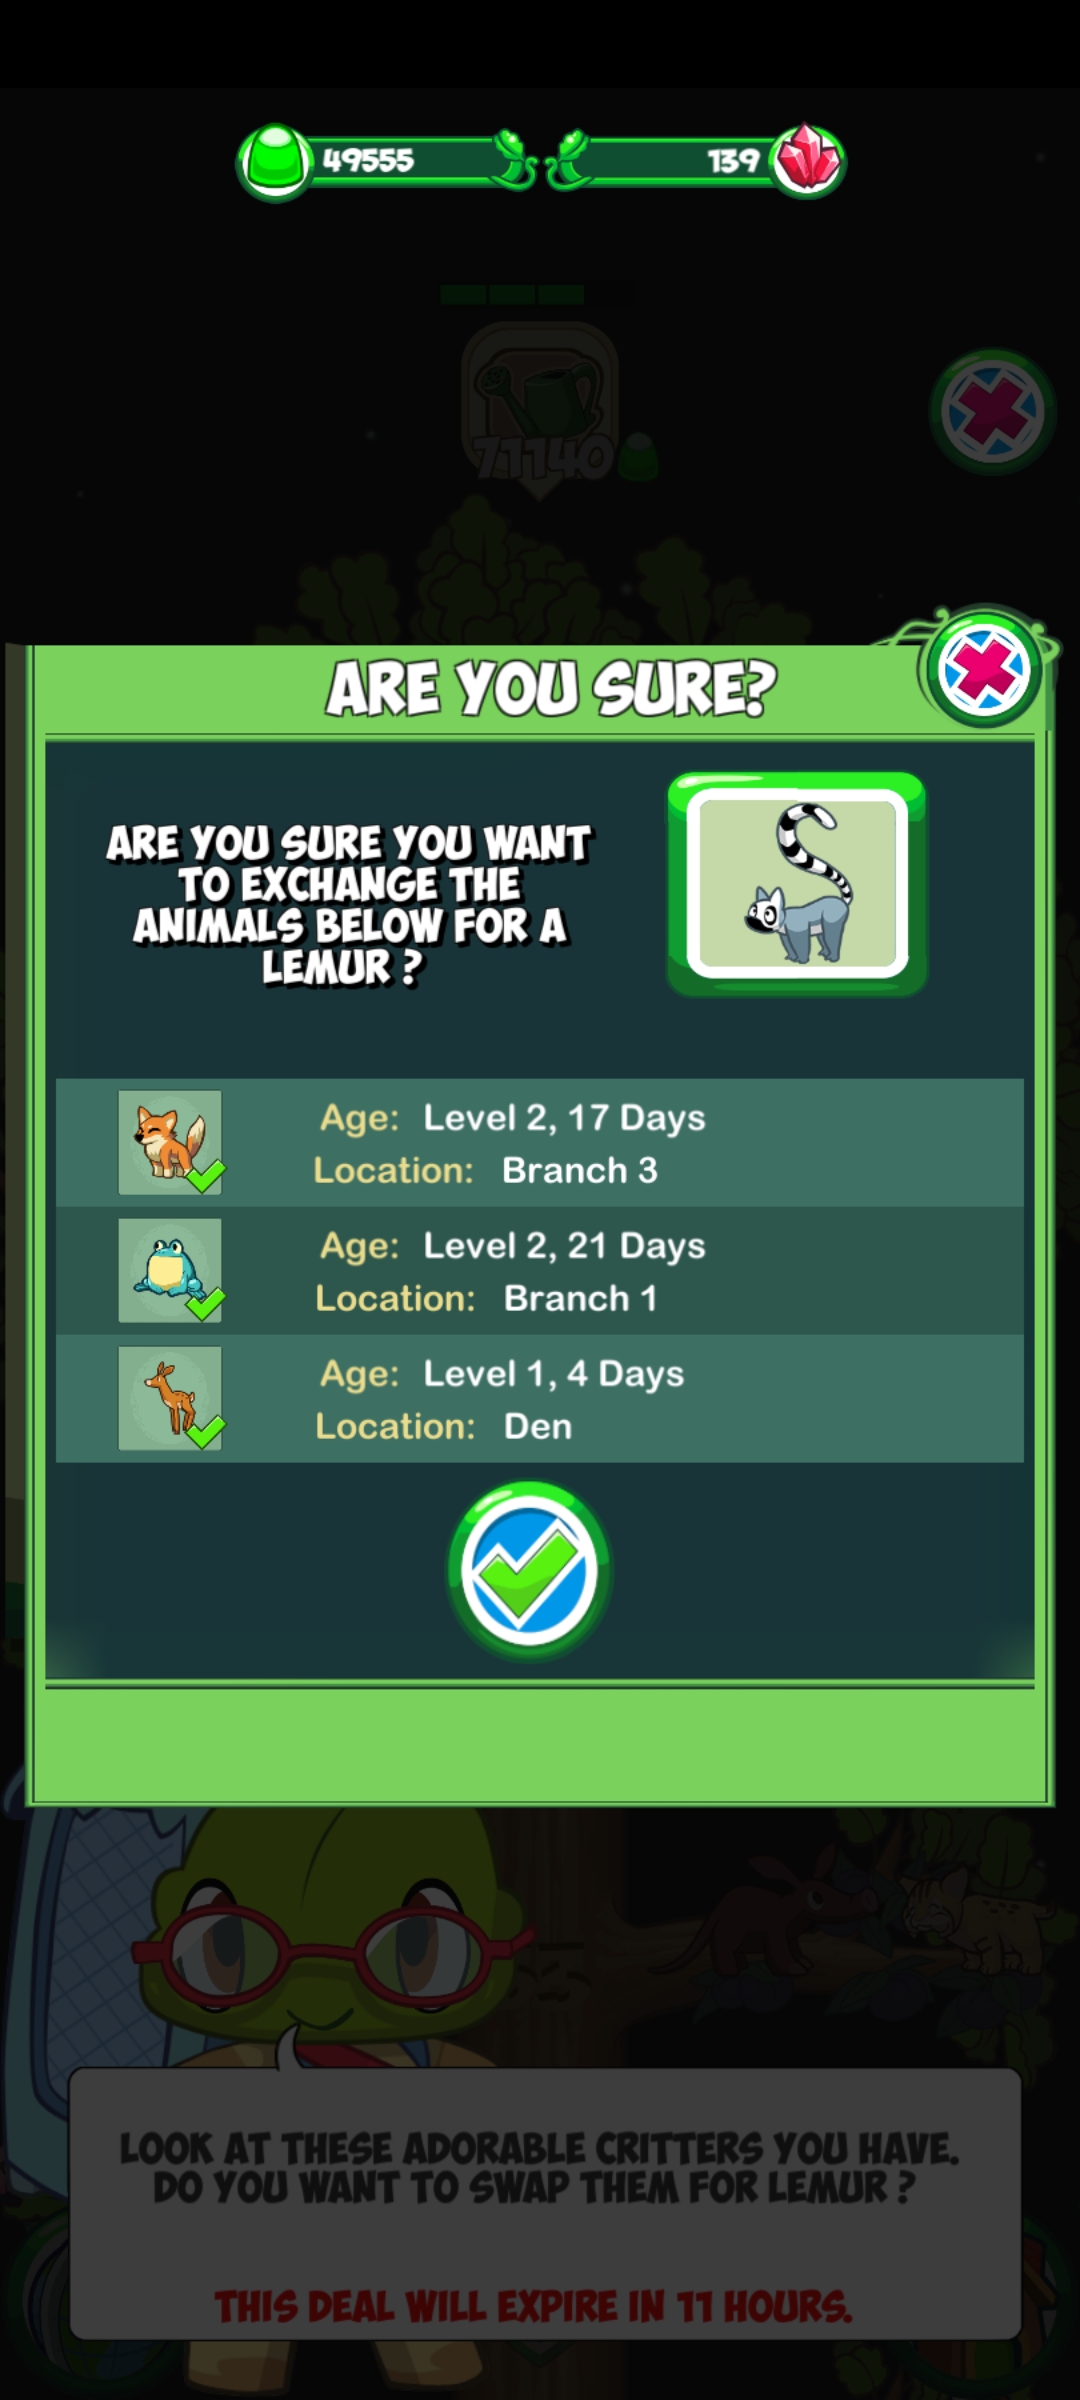 49555
139
71140
ARE YOU SURE?
ARE YOU SURE YOU WANT
TO EXCHANGE THE
ANIMALS BELOW FOR A
LEMUR ?
Age: Level 2, 17 Days
Location: Branch 3
Age: Level 2, 21 Days
Location: Branch 1
Age: Level 1, 4 Days
Location: Den
LOOK AT THESE ADORABLE CRITTERS YOU HAVE.
DO YOU WANT TO SWAP THEM FOR LEMUR ?
THIS DEAL WILL EXPIRE IN 11 HOURS.